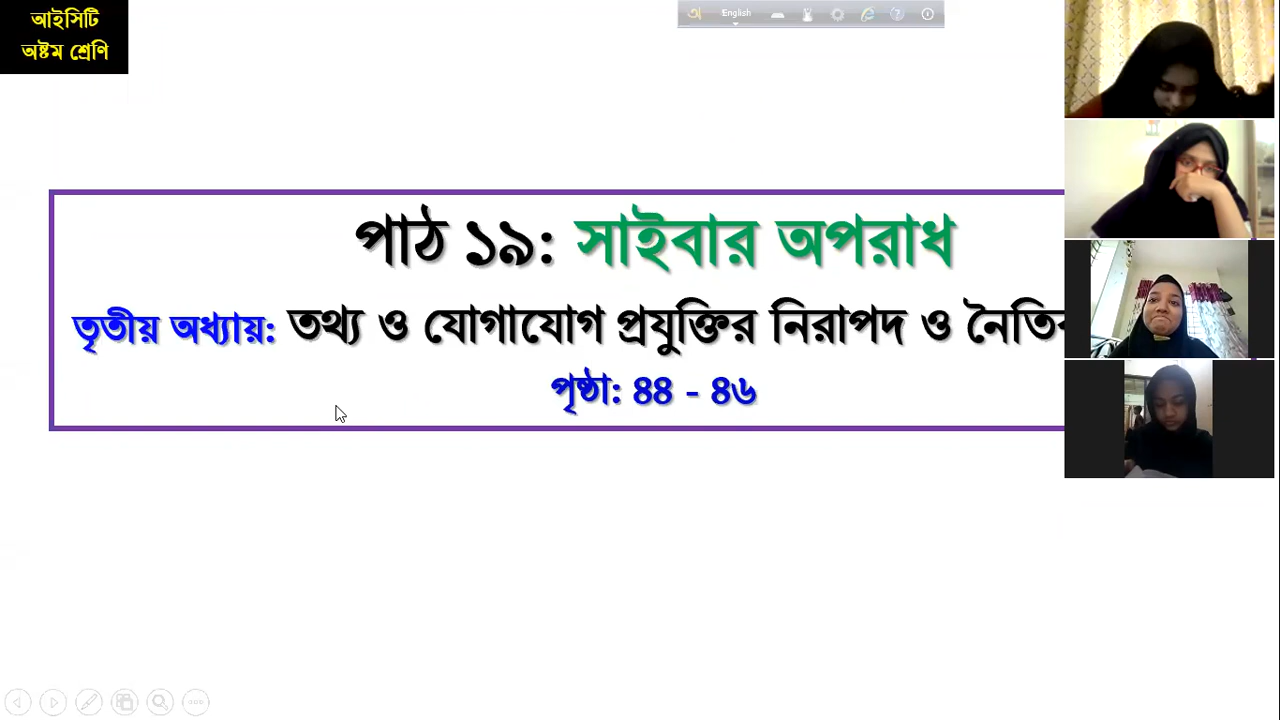 আইসিটি
অষ্টম শ্রেণি
English
পাঠ ১৯: সাইবার অপরাধ
তৃতীয় অধ্যায়: তথ্য ও যোগাযোগ প্রযুক্তির নিরাপদ ও
পৃষ্ঠা: ৪৪ - ৪৬